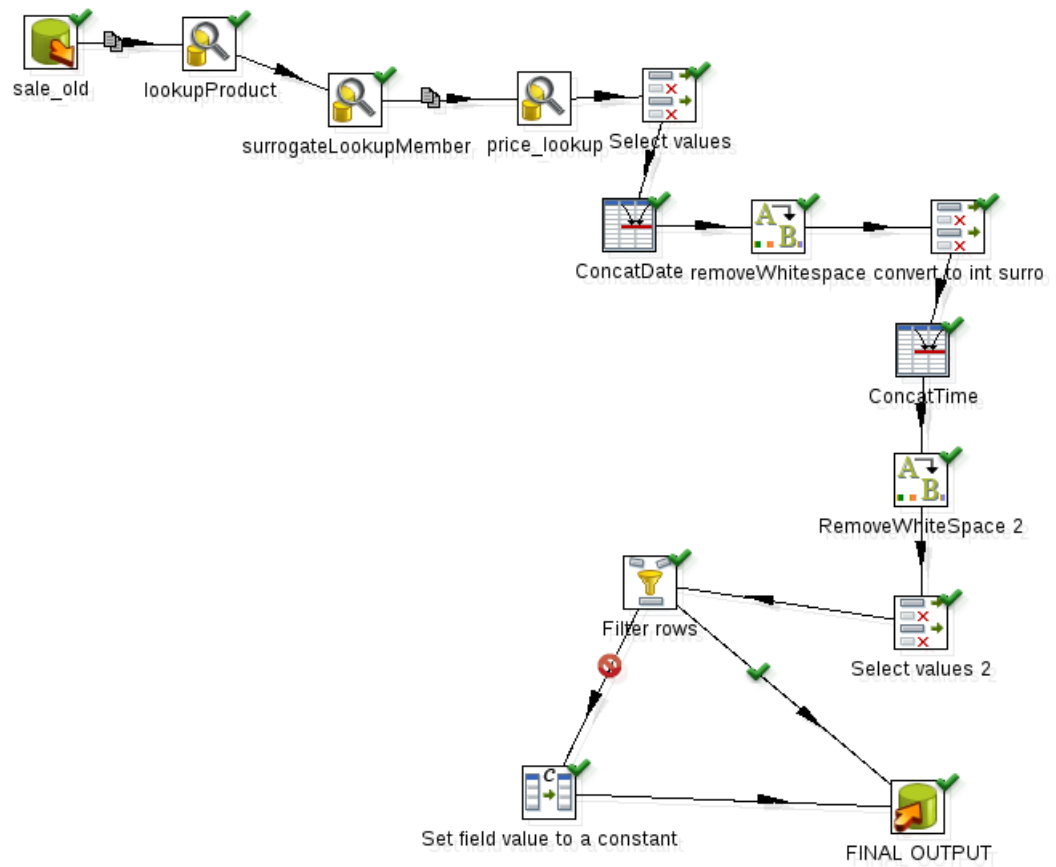 sale_old
lookupProduct
surrogateLookupMember
price_lookup
Select values
ConcatDate
removeWhitespace
convert to int surro
ConcatTime
RemoveWhiteSpace 2
Select values 2
Filter rows
Set field value to a constant
FINAL OUTPUT